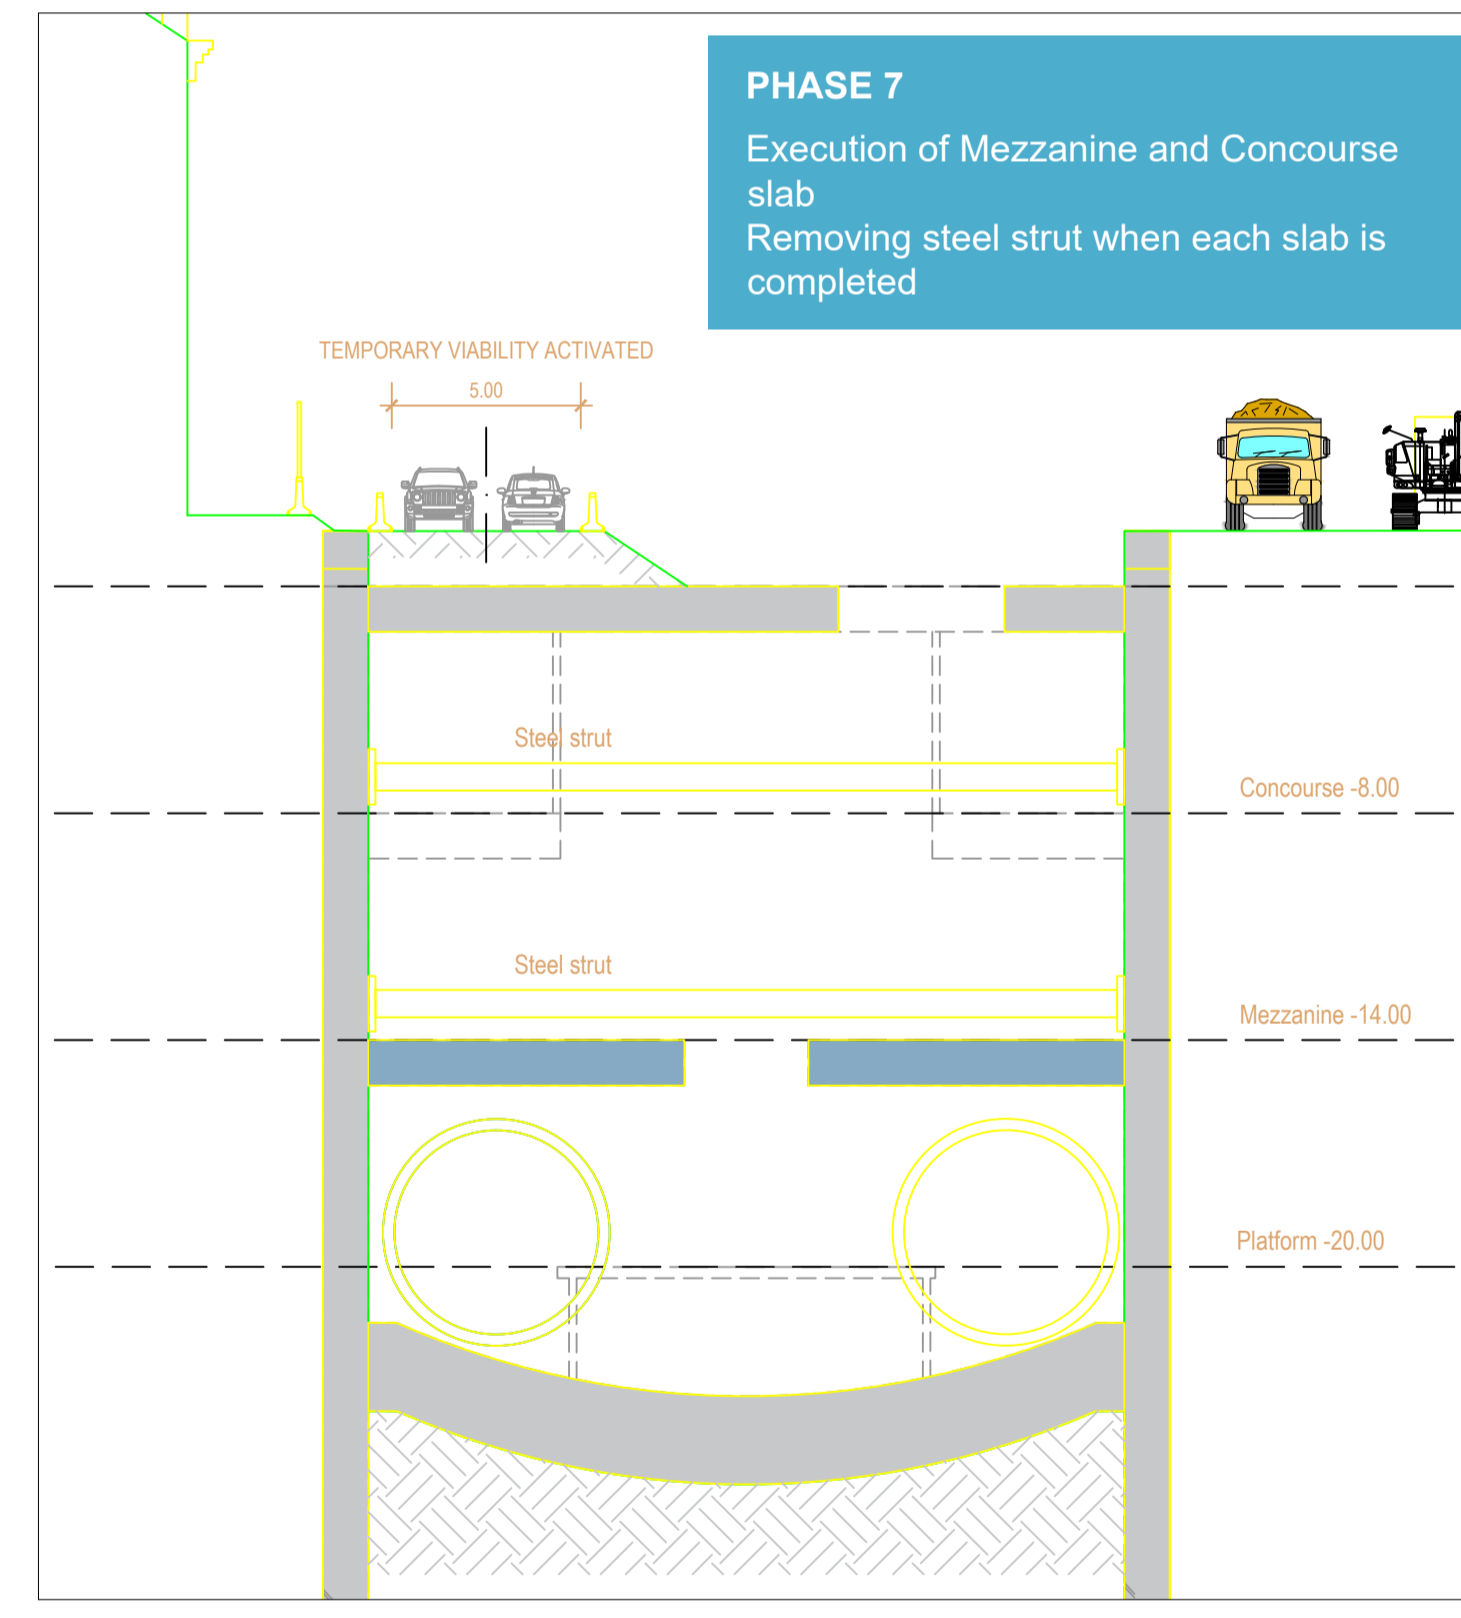 PHASE 7
Execution of Mezzanine and Concourse
slab
Removing steel strut when each slab is
completed
TEMPORARY VIABILITY ACTIVATED
5.00
Steel strut
Concourse -8.00
Steel strut
Mezzanine -14.00
Platform -20.00